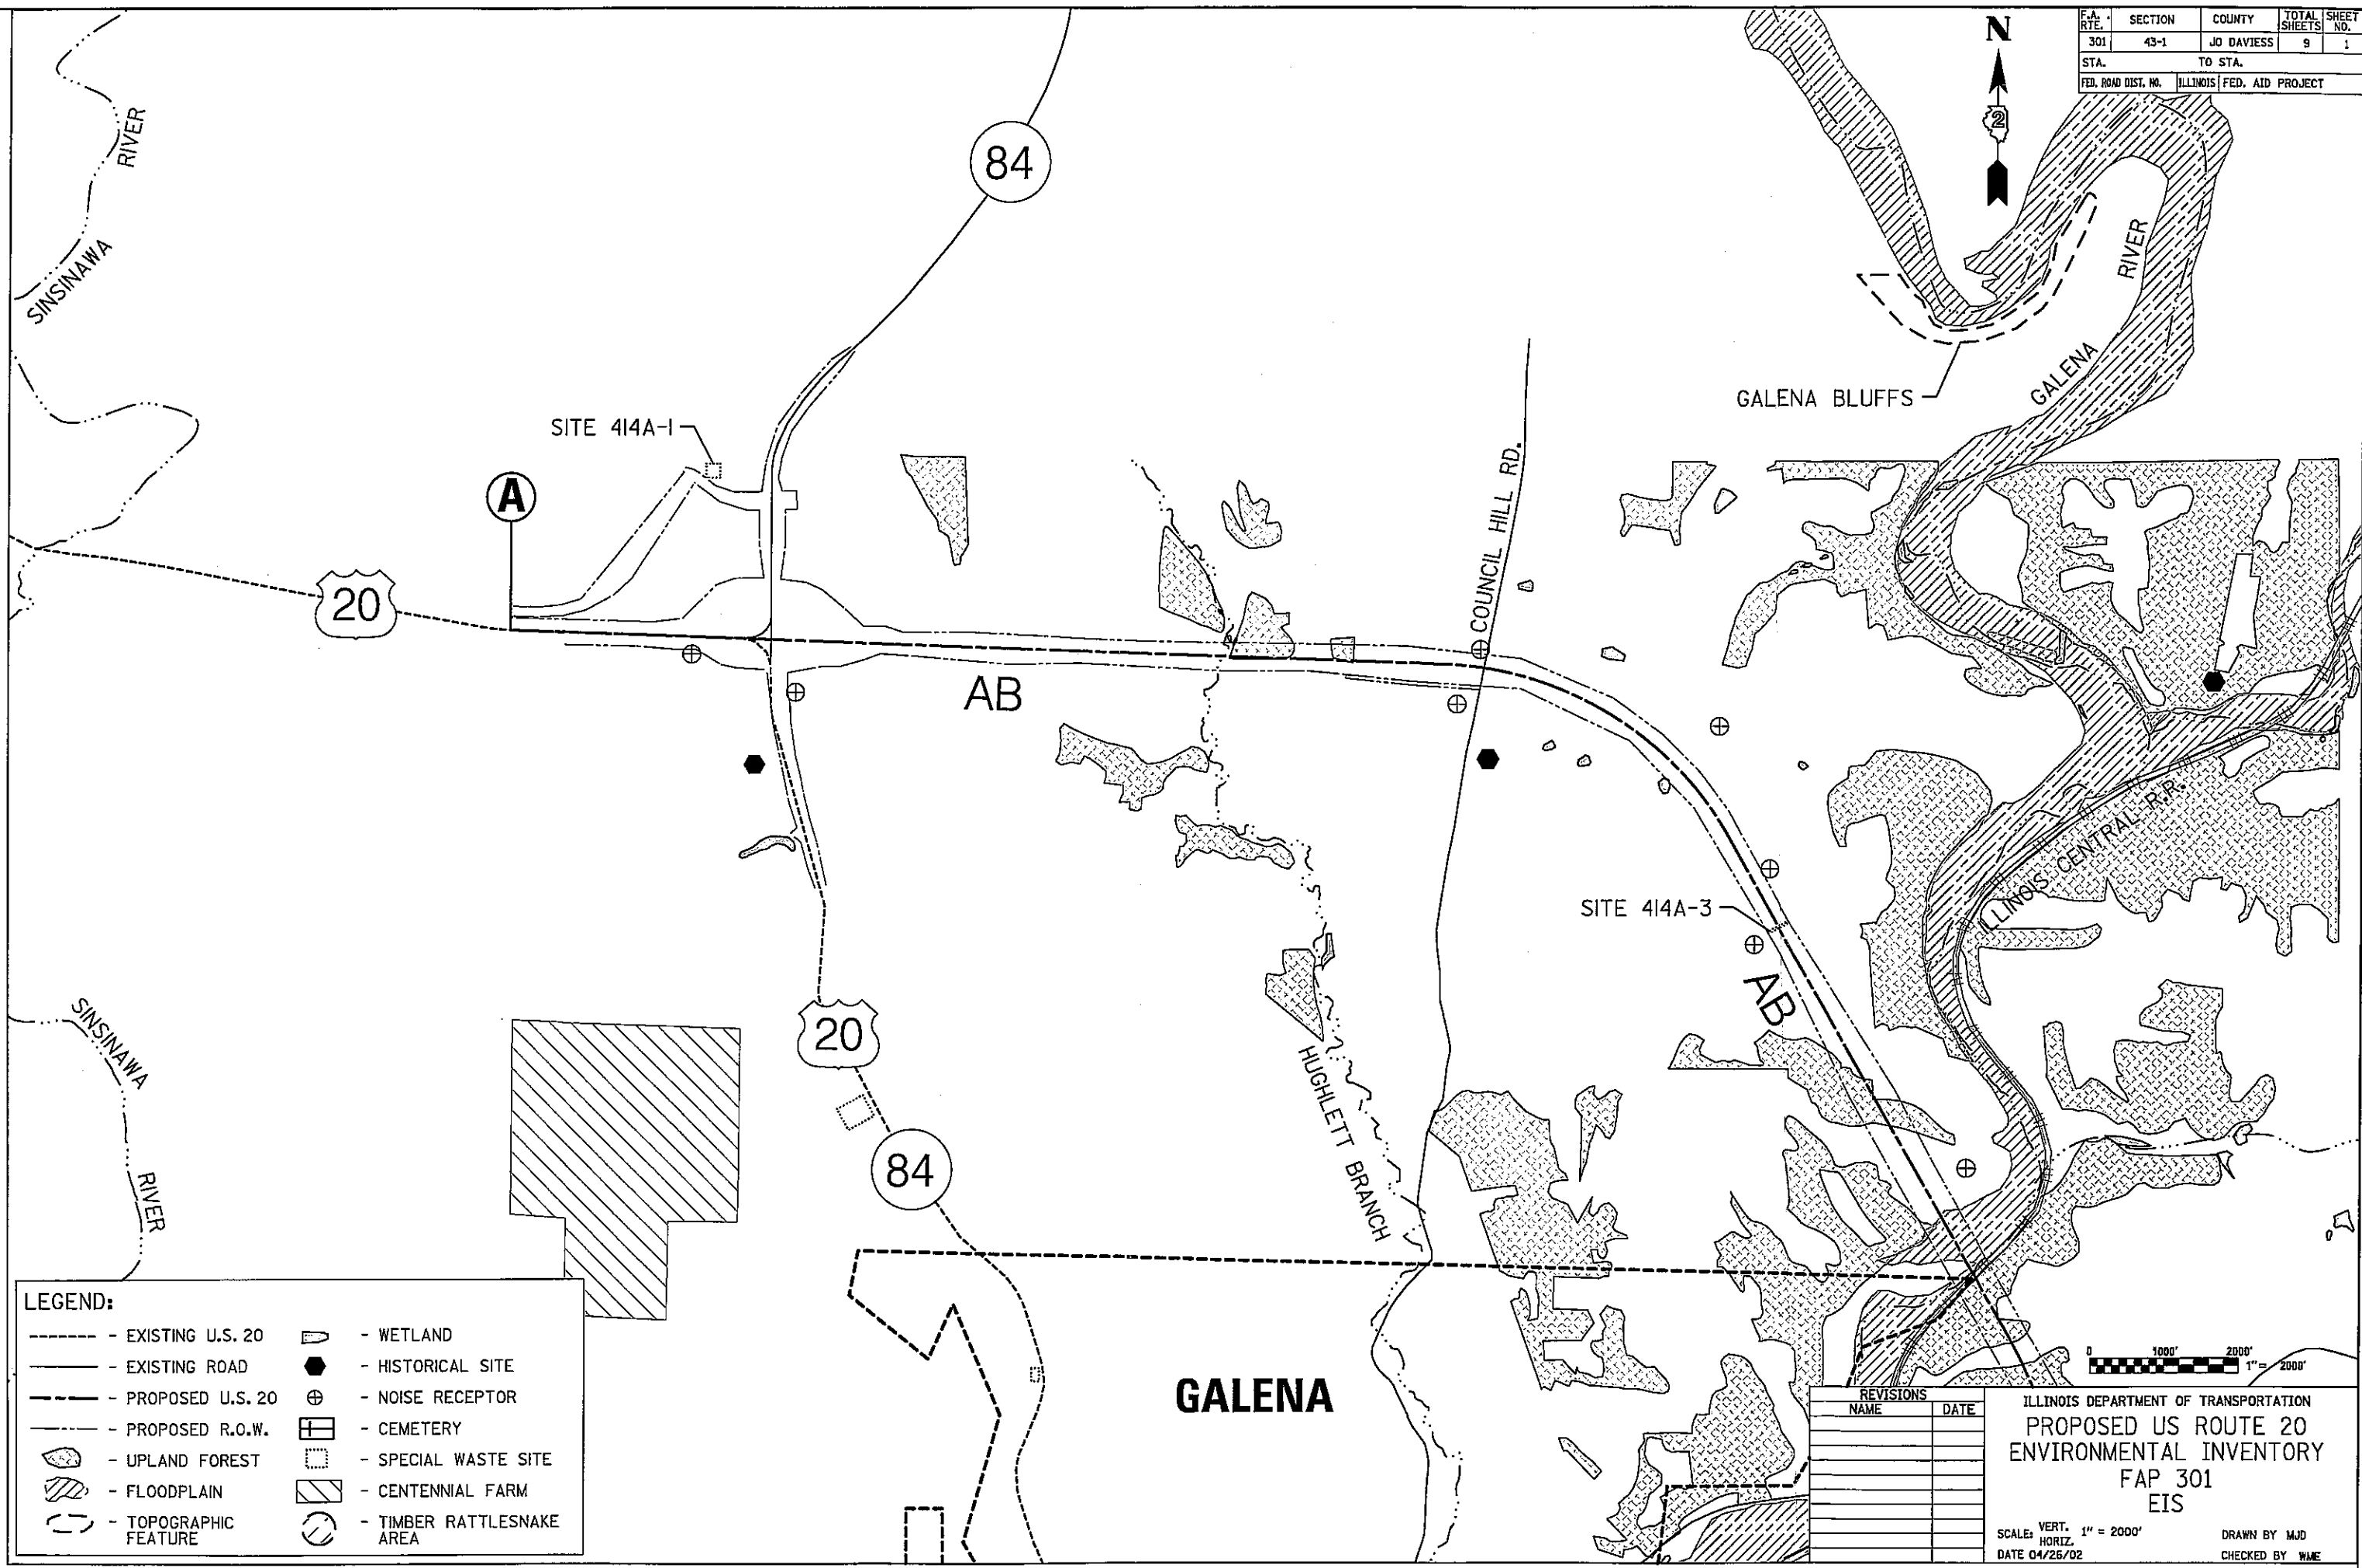 F.A. RTE. SECTION COUNTY TOTAL SHEETS SHEET NO.
301 43-1 JO DAVIESS 9 1
STA. TO STA.
FED. ROAD DIST. NO. ILLINOIS FED. AID PROJECT
N
2
RIVER
SINSINAWA
84
RIVER
GALENA
GALENA BLUFFS
SITE 414A-1
A
COUNCIL HILL RD.
20
AB
ILLINOIS CENTRAL R.R.
SITE 414A-3
AB
SINSINAWA
RIVER
20
HUGHLETT BRANCH
84
GALENA
LEGEND:
- EXISTING U.S. 20
- EXISTING ROAD
- PROPOSED U.S. 20
- PROPOSED R.O.W.
- UPLAND FOREST
- FLOODPLAIN
- TOPOGRAPHIC
FEATURE
- WETLAND
- HISTORICAL SITE
- NOISE RECEPTOR
- CEMETERY
- SPECIAL WASTE SITE
- CENTENNIAL FARM
- TIMBER RATTLESNAKE
AREA
0 1000' 2000'
1"= 2000'
REVISIONS
NAME DATE
ILLINOIS DEPARTMENT OF TRANSPORTATION
PROPOSED US ROUTE 20
ENVIRONMENTAL INVENTORY
FAP 301
EIS
SCALE: VERT. 1" = 2000'
HORIZ.
DATE 04/26/02
DRAWN BY MJD
CHECKED BY WME